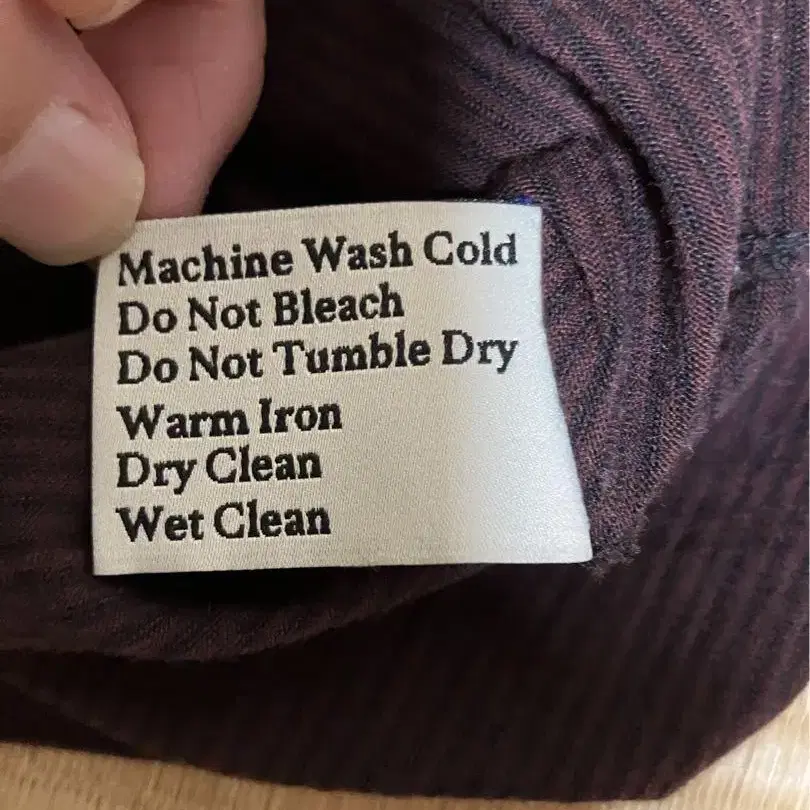 Machine Wash Cold
Do Not Bleach
Do Not Tumble Dry
Warm Iron
Dry Clean
Wet Clean